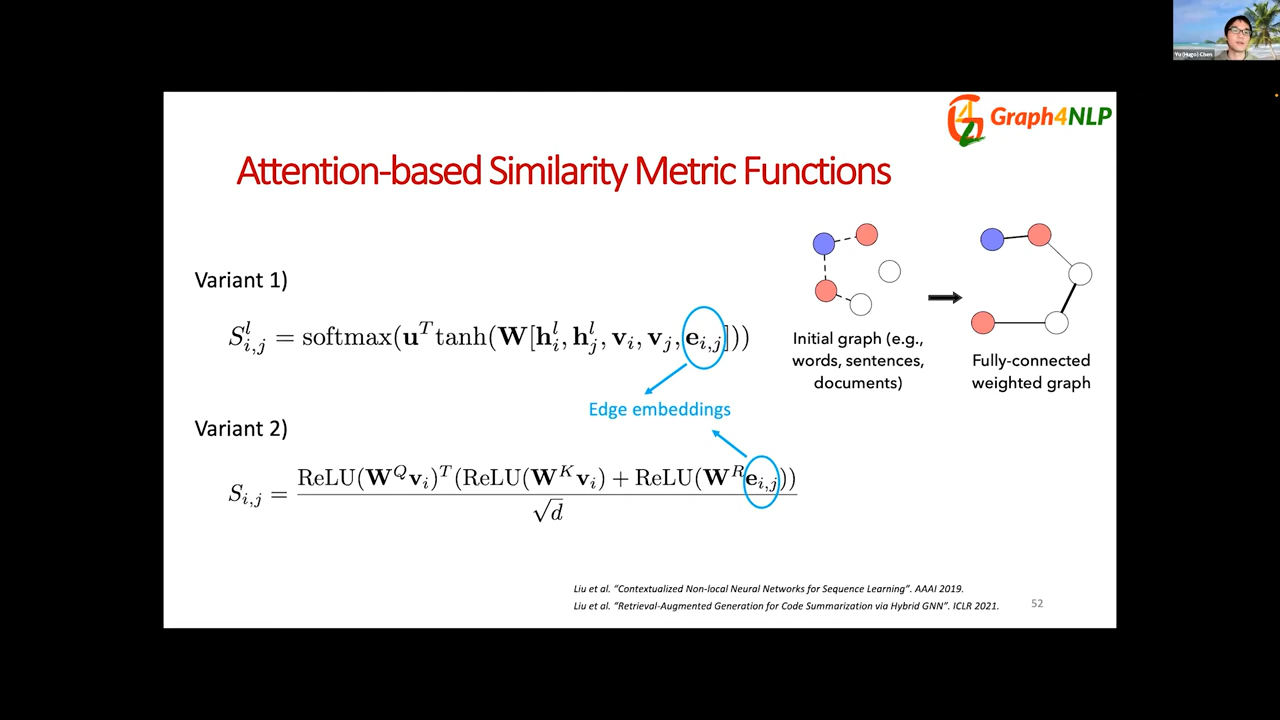 Yu (Hugo) Chen
Graph4NLP
Attention-based Similarity Metric Functions
Variant 1)
S^l_{i,j} = softmax(u^T tanh(W[h^l_i, h^l_j, v_i, v_j, e_{i,j}]))
Edge embeddings
Variant 2)
S_{i,j} = ReLU(W^Q v_i)^T (ReLU(W^K v_i) + ReLU(W^R e_{i,j})) / √d
Initial graph (e.g.,
words, sentences,
documents)
Fully-connected
weighted graph
Liu et al. "Contextualized Non-local Neural Networks for Sequence Learning". AAAI 2019.
Liu et al. "Retrieval-Augmented Generation for Code Summarization via Hybrid GNN". ICLR 2021.
52